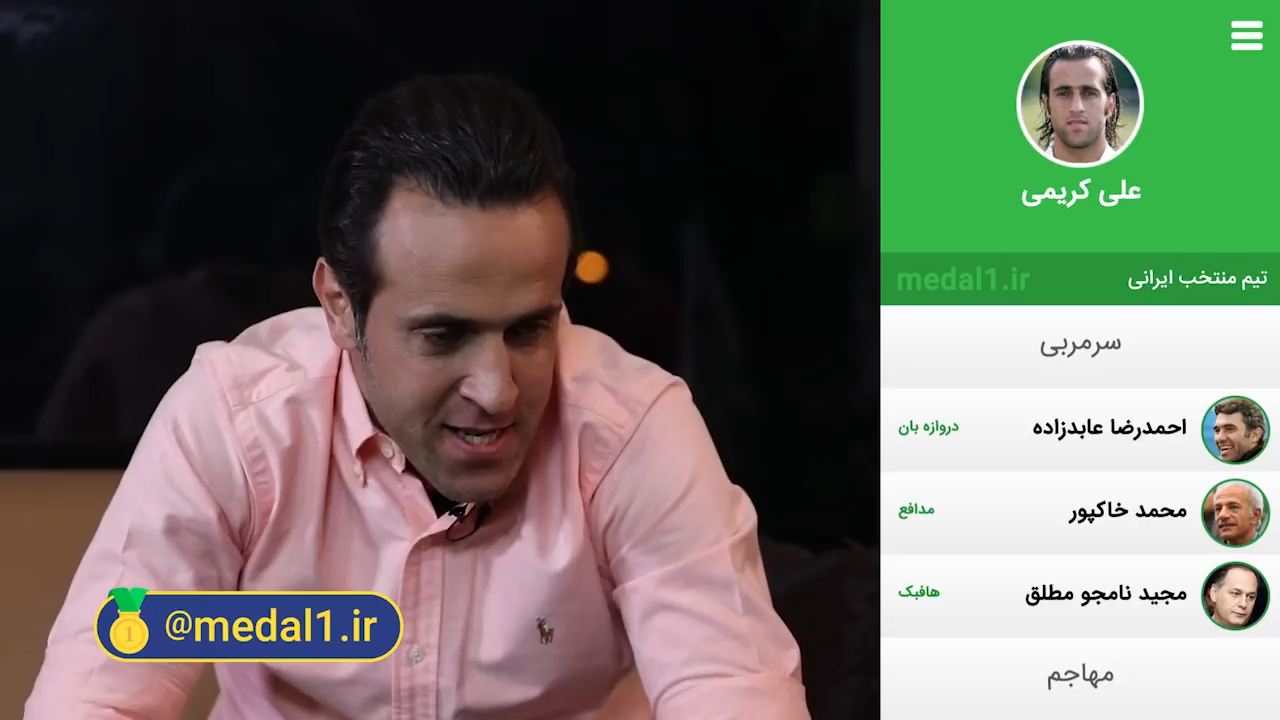 علی کریمی
تیم منتخب ایرانی
medal1.ir
سرمربی
احمدرضا عابدزاده
دروازه بان
محمد خاکپور
مدافع
مجید نامجو مطلق
هافبک
مهاجم
1
@medal1.ir